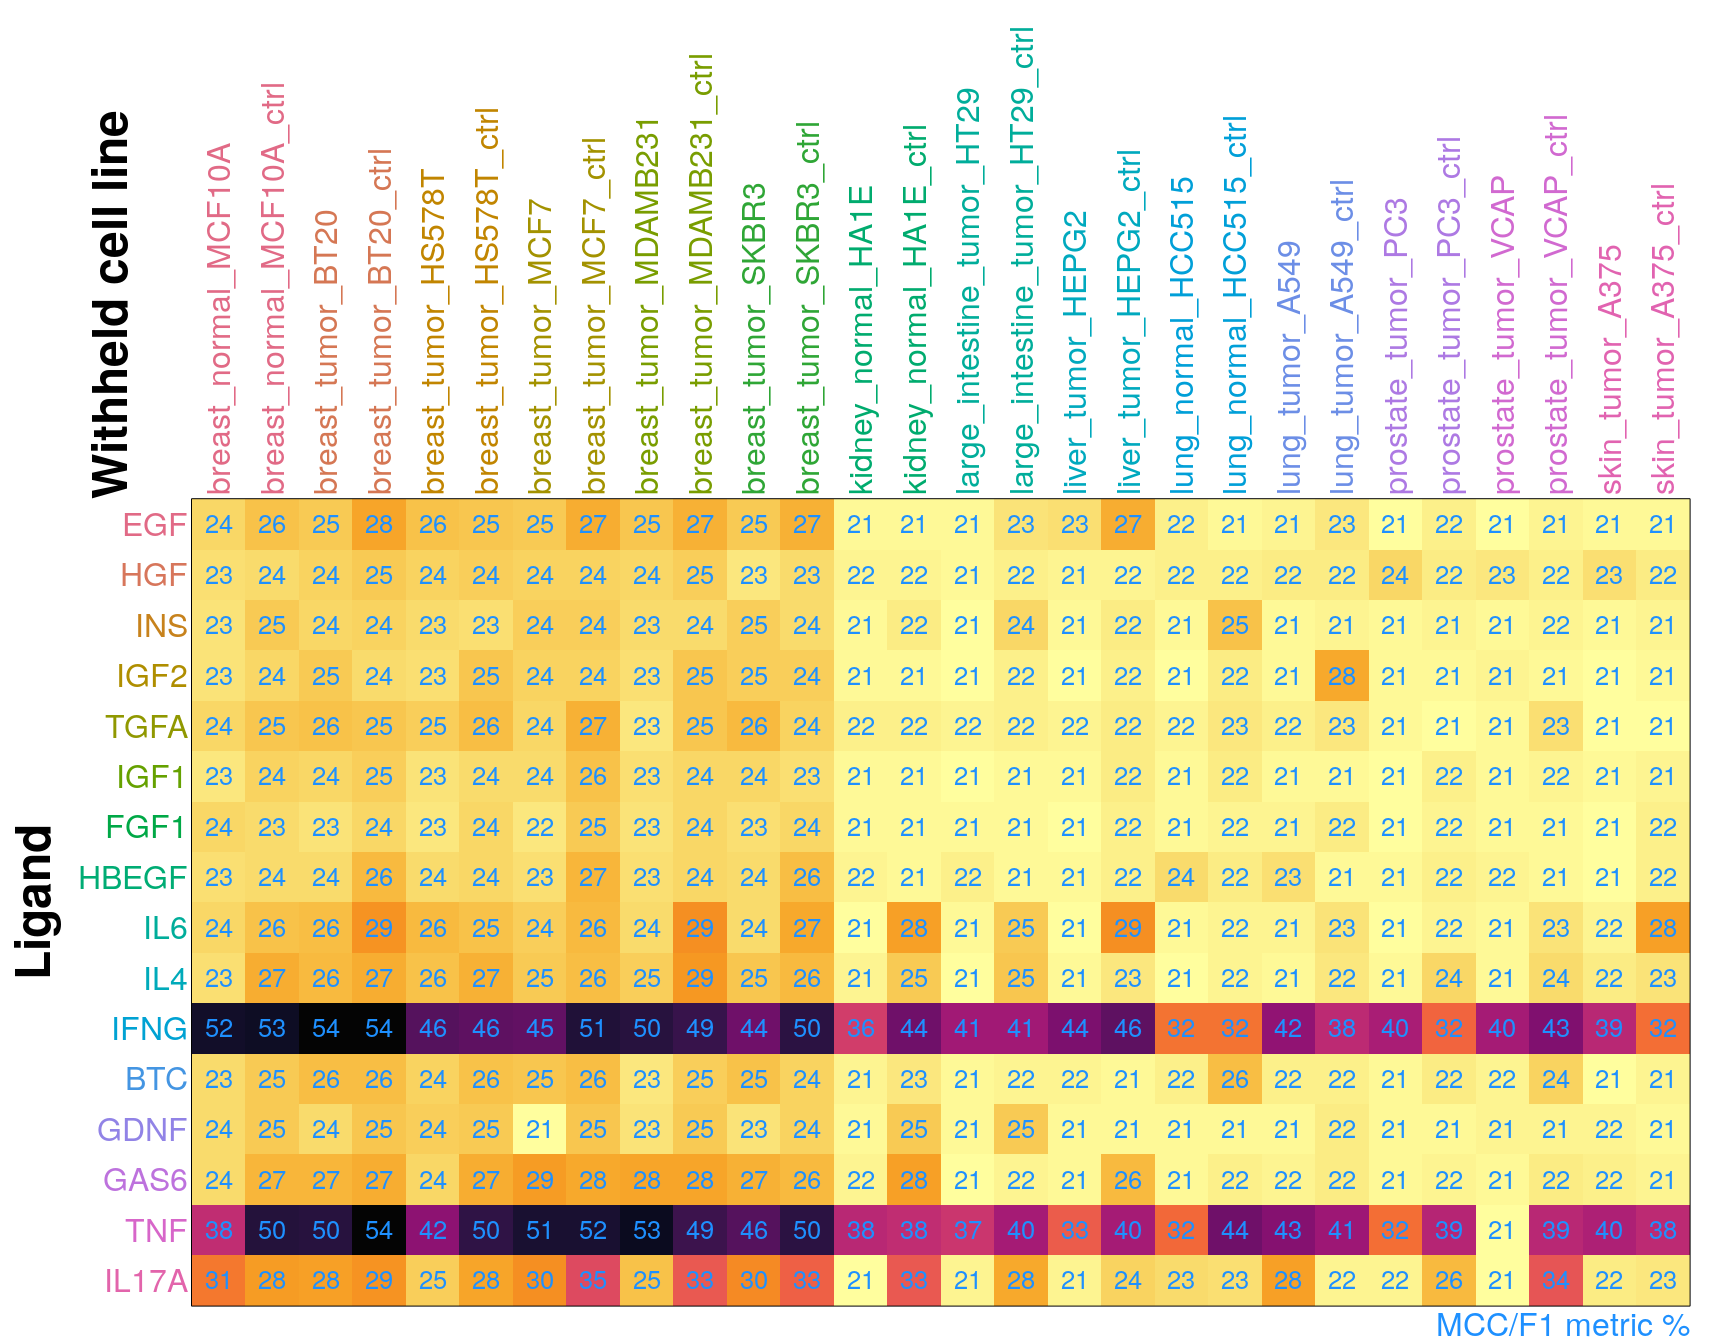 Withheld cell line
breast_normal_MCF10A
breast_normal_MCF10A_ctrl
breast_tumor_BT20
breast_tumor_BT20_ctrl
breast_tumor_HS578T
breast_tumor_HS578T_ctrl
breast_tumor_MCF7
breast_tumor_MCF7_ctrl
breast_tumor_MDAMB231
breast_tumor_MDAMB231_ctrl
breast_tumor_SKBR3
breast_tumor_SKBR3_ctrl
kidney_normal_HA1E
kidney_normal_HA1E_ctrl
large_intestine_tumor_HT29
large_intestine_tumor_HT29_ctrl
liver_tumor_HEPG2
liver_tumor_HEPG2_ctrl
lung_normal_HCC515
lung_normal_HCC515_ctrl
lung_tumor_A549
lung_tumor_A549_ctrl
prostate_tumor_PC3
prostate_tumor_PC3_ctrl
prostate_tumor_VCAP
prostate_tumor_VCAP_ctrl
skin_tumor_A375
skin_tumor_A375_ctrl
Ligand
EGF 24 26 25 28 26 25 25 27 25 27 25 27 21 21 21 23 23 27 22 21 21 23 21 22 21 21 21 21
HGF 23 24 24 25 24 24 24 24 24 25 23 23 22 22 21 22 21 22 22 22 22 22 24 22 23 22 23 22
INS 23 25 24 24 23 23 24 24 23 24 25 24 21 22 21 24 21 22 21 25 21 21 21 21 21 22 21 21
IGF2 23 24 25 24 23 25 24 24 23 25 25 24 21 21 21 22 21 22 21 22 21 28 21 21 21 21 21 21
TGFA 24 25 26 25 25 26 24 27 23 25 26 24 22 22 22 22 22 22 22 23 22 23 21 21 21 23 21 21
IGF1 23 24 24 25 23 24 24 26 23 24 24 23 21 21 21 21 21 22 21 22 21 21 21 22 21 22 21 21
FGF1 24 23 23 24 23 24 22 25 23 24 23 24 21 21 21 21 21 22 21 22 21 22 21 22 21 21 21 22
HBEGF 23 24 24 26 24 24 23 27 23 24 24 26 22 21 22 21 21 22 24 22 23 21 21 22 22 21 21 22
IL6 24 26 26 29 26 25 24 26 24 29 24 27 21 28 21 25 21 29 21 22 21 23 21 22 21 23 22 28
IL4 23 27 26 27 26 27 25 26 25 29 25 26 21 25 21 25 21 23 21 22 21 22 21 24 21 24 22 23
IFNG 52 53 54 54 46 46 45 51 50 49 44 50 36 44 41 41 44 46 32 32 42 38 40 32 40 43 39 32
BTC 23 25 26 26 24 26 25 26 23 25 25 24 21 23 21 22 22 21 22 26 22 22 21 22 22 24 21 21
GDNF 24 25 24 25 24 25 21 25 23 25 23 24 21 25 21 25 21 21 21 21 21 22 21 21 21 21 22 21
GAS6 24 27 27 27 24 27 29 28 28 28 27 26 22 28 21 22 21 26 21 22 22 22 21 22 21 22 22 21
TNF 38 50 50 54 42 50 51 52 53 49 46 50 38 38 37 40 33 40 32 44 43 41 32 39 21 39 40 38
IL17A 31 28 28 29 25 28 30 35 25 33 30 33 21 33 21 28 21 24 23 23 28 22 22 26 21 34 22 23
MCC/F1 metric %